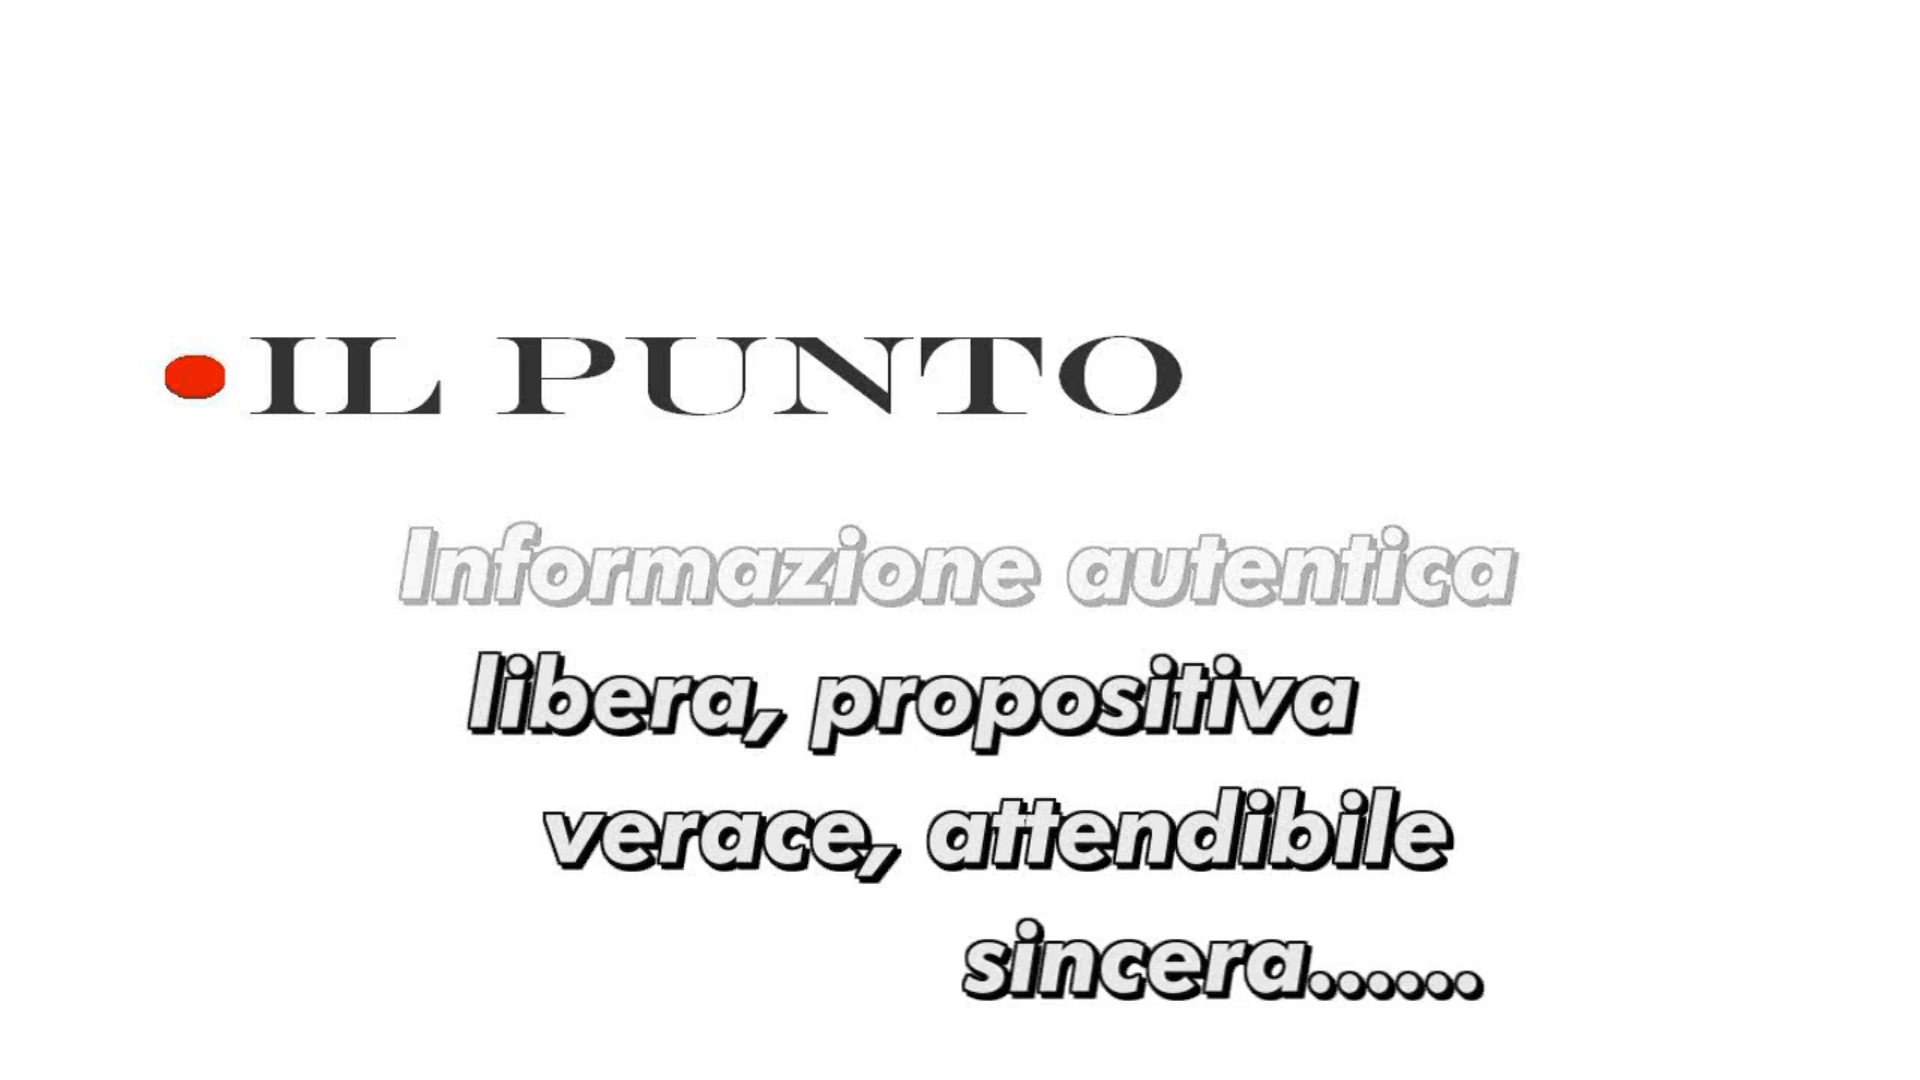 IL PUNTO
Informazione autentica
libera, propositiva
verace, attendibile
sincera......